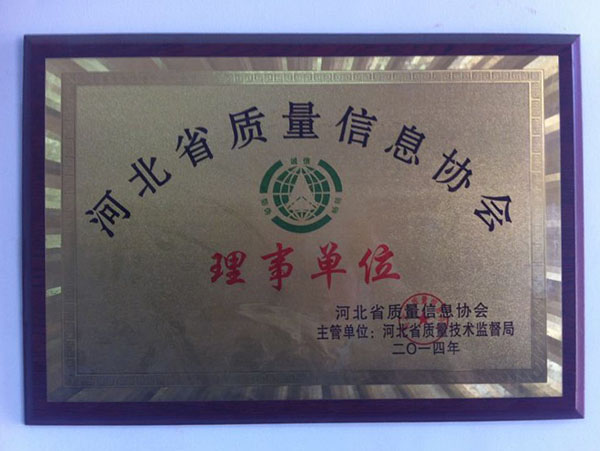 河北省质量信息协会
诚信
理事单位
河北省质量信息协会
主管单位：河北省质量技术监督局
二〇一四年